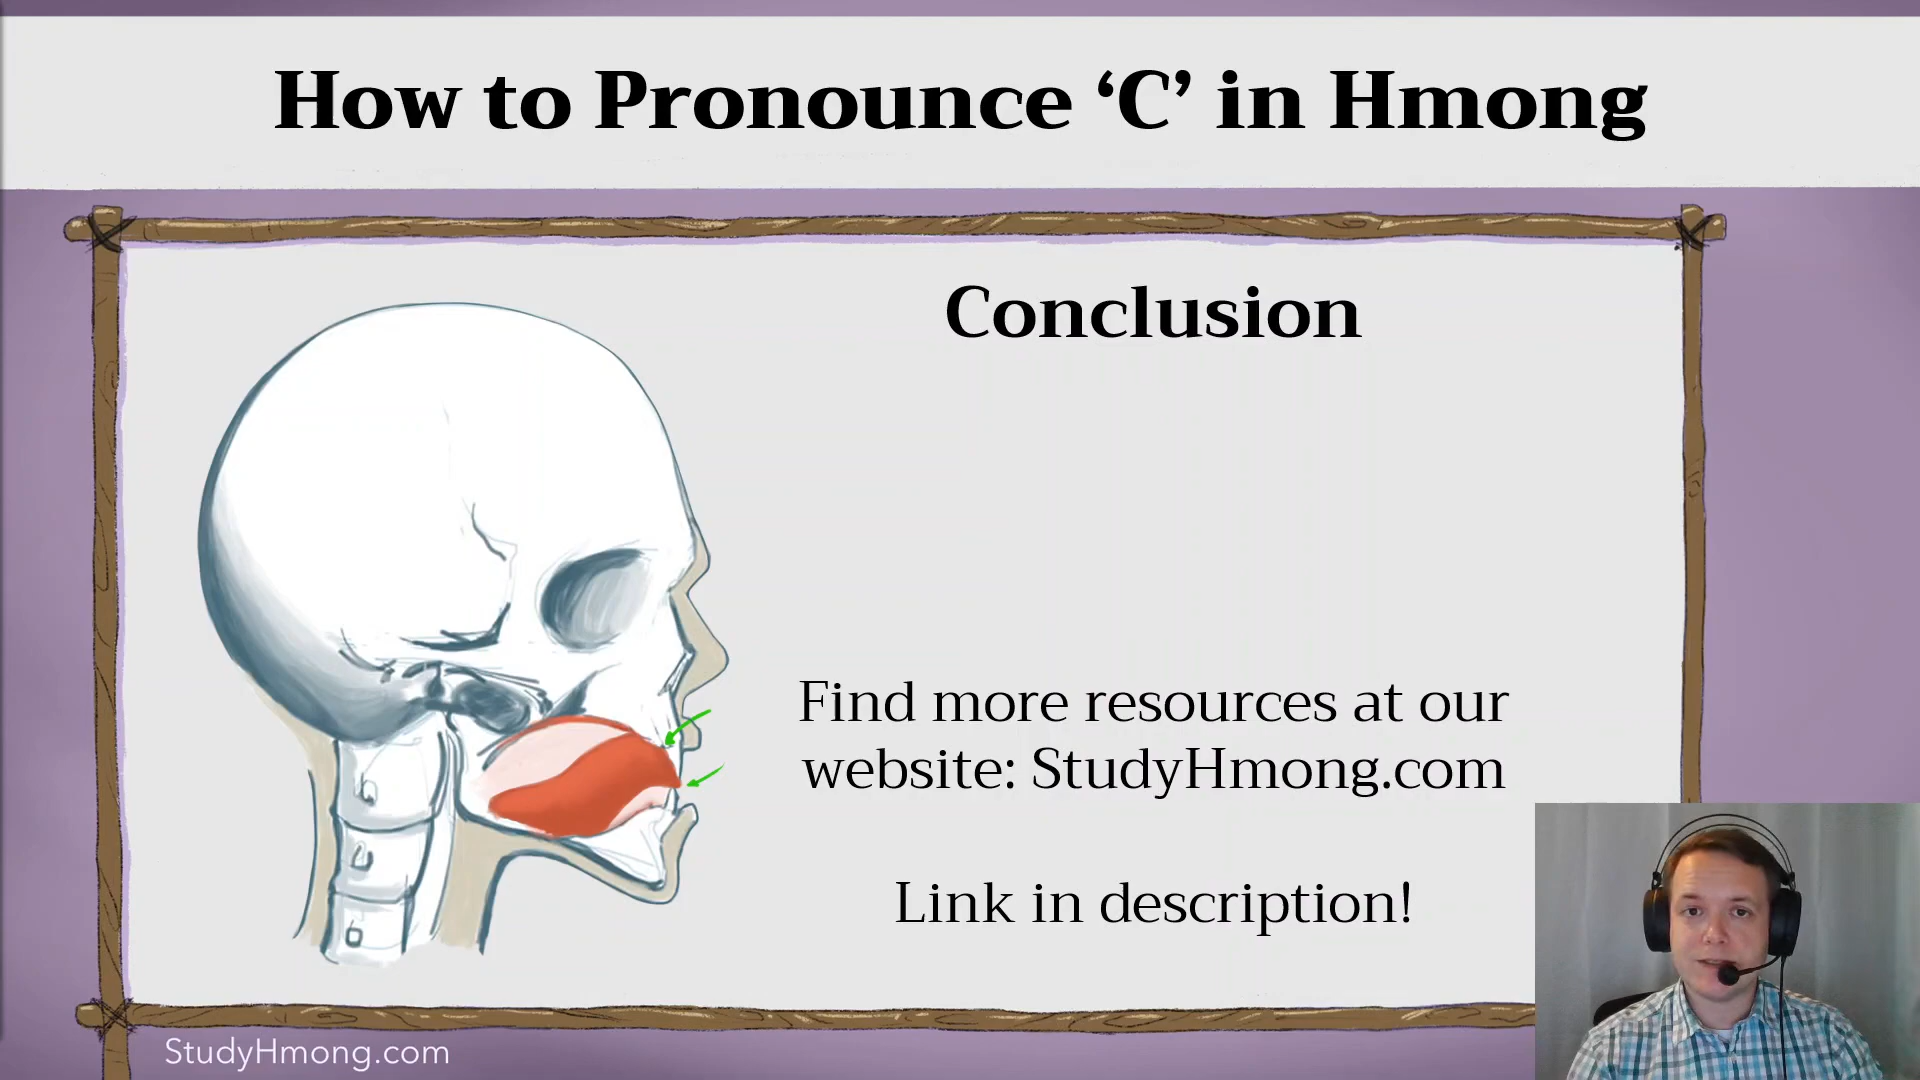 How to Pronounce ‘C’ in Hmong
Conclusion
Find more resources at our
website: StudyHmong.com
Link in description!
StudyHmong.com